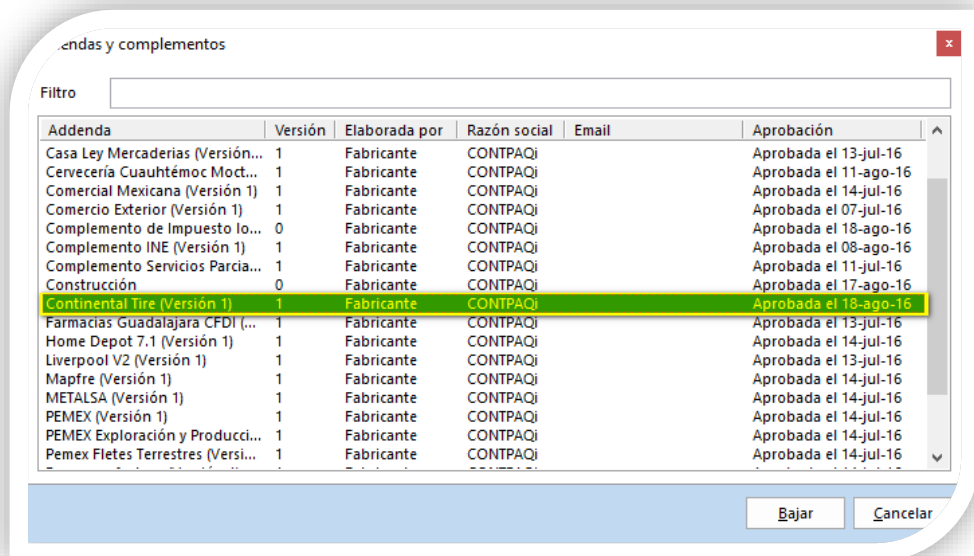 endas y complementos
x
Filtro
Addenda Versión Elaborada por Razón social Email Aprobación
Casa Ley Mercaderias (Versión... 1 Fabricante CONTPAQi Aprobada el 13-jul-16
Cervecería Cuauhtémoc Moct... 1 Fabricante CONTPAQi Aprobada el 11-ago-16
Comercial Mexicana (Versión 1) 1 Fabricante CONTPAQi Aprobada el 14-jul-16
Comercio Exterior (Versión 1) 1 Fabricante CONTPAQi Aprobada el 07-jul-16
Complemento de Impuesto lo... 0 Fabricante CONTPAQi Aprobada el 18-ago-16
Complemento INE (Versión 1) 1 Fabricante CONTPAQi Aprobada el 08-ago-16
Complemento Servicios Parcia... 1 Fabricante CONTPAQi Aprobada el 11-jul-16
Construcción 0 Fabricante CONTPAQi Aprobada el 17-ago-16
Continental Tire (Versión 1) 1 Fabricante CONTPAQi Aprobada el 18-ago-16
Farmacias Guadalajara CFDI (... 1 Fabricante CONTPAQi Aprobada el 13-jul-16
Home Depot 7.1 (Versión 1) 1 Fabricante CONTPAQi Aprobada el 14-jul-16
Liverpool V2 (Versión 1) 1 Fabricante CONTPAQi Aprobada el 13-jul-16
Mapfre (Versión 1) 1 Fabricante CONTPAQi Aprobada el 14-jul-16
METALSA (Versión 1) 1 Fabricante CONTPAQi Aprobada el 14-jul-16
PEMEX (Versión 1) 1 Fabricante CONTPAQi Aprobada el 14-jul-16
PEMEX Exploración y Producci... 1 Fabricante CONTPAQi Aprobada el 14-jul-16
Pemex Fletes Terrestres (Versi... 1 Fabricante CONTPAQi Aprobada el 14-jul-16
Bajar Cancelar